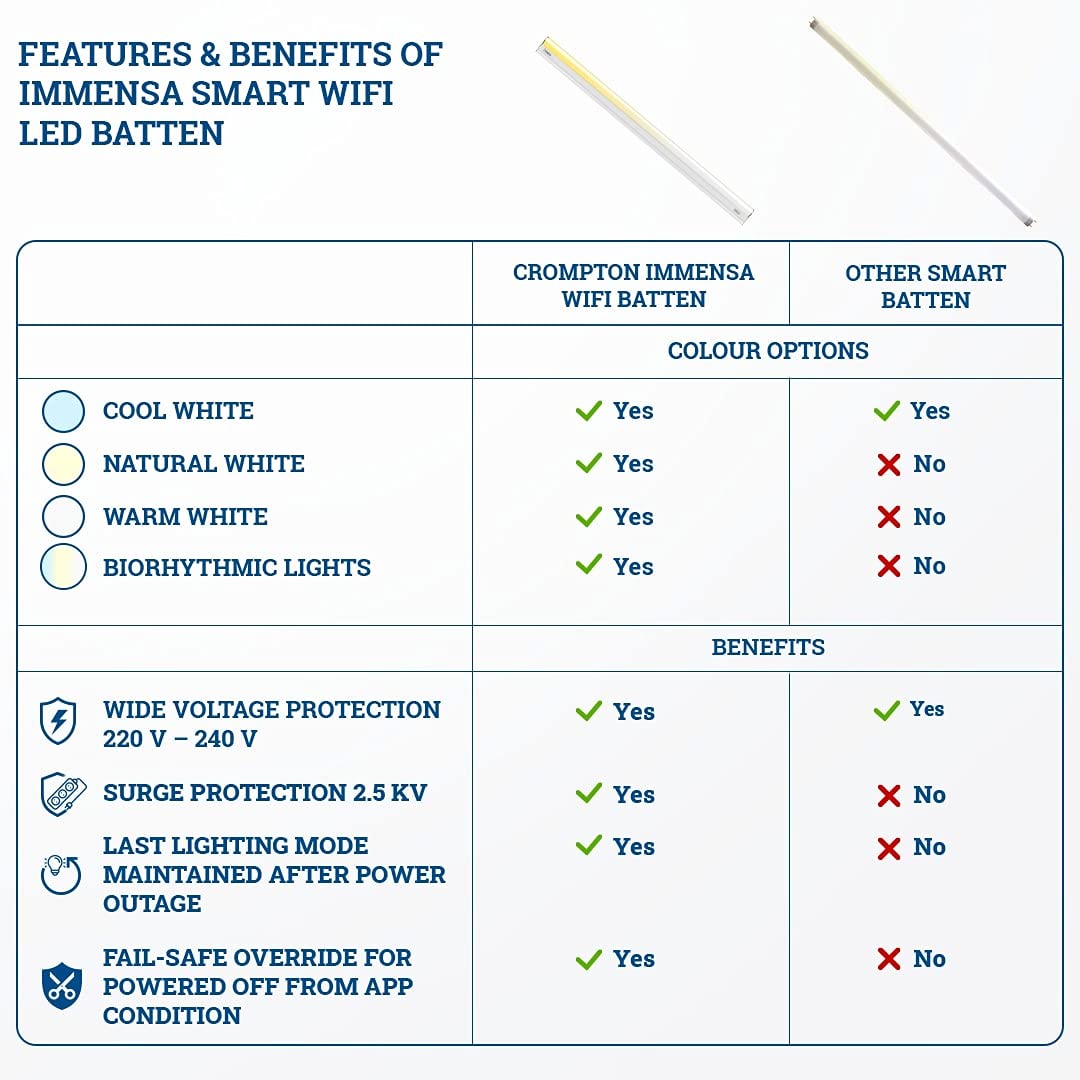 FEATURES & BENEFITS OF
IMMENSA SMART WIFI
LED BATTEN
CROMPTON IMMENSA
WIFI BATTEN
OTHER SMART
BATTEN
COLOUR OPTIONS
COOL WHITE Yes Yes
NATURAL WHITE Yes No
WARM WHITE Yes No
BIORHYTHMIC LIGHTS Yes No
BENEFITS
WIDE VOLTAGE PROTECTION Yes Yes
220 V – 240 V
SURGE PROTECTION 2.5 KV Yes No
LAST LIGHTING MODE Yes No
MAINTAINED AFTER POWER
OUTAGE
FAIL-SAFE OVERRIDE FOR Yes No
POWERED OFF FROM APP
CONDITION